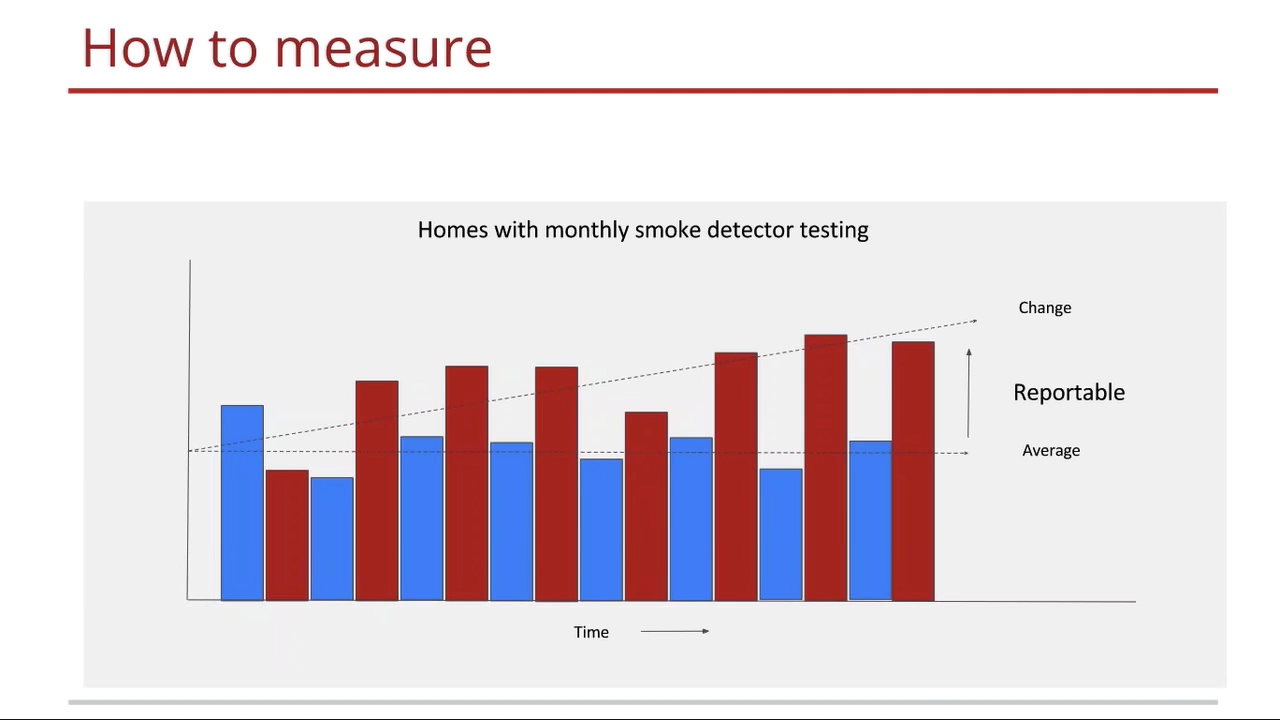 How to measure
Homes with monthly smoke detector testing
Change
Reportable
Average
Time